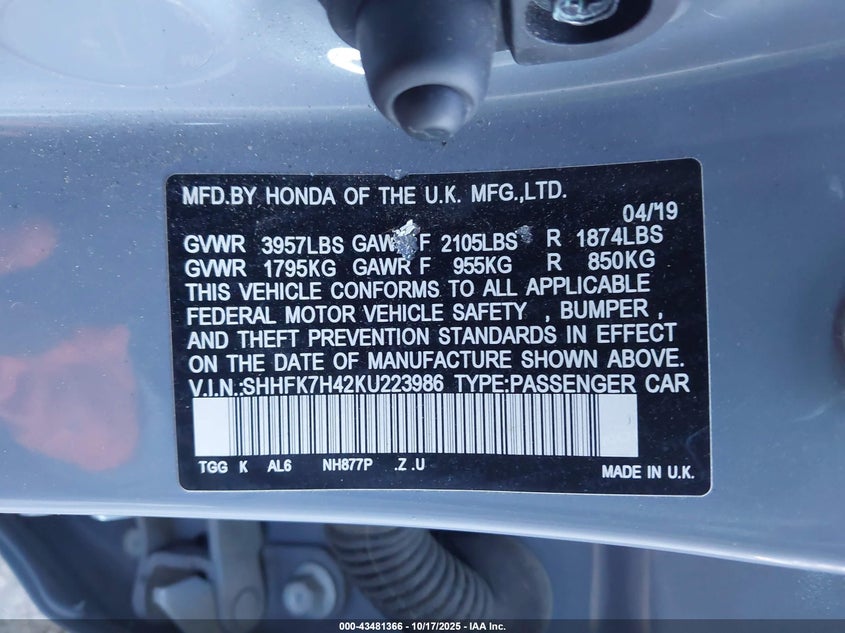 MFD.BY HONDA OF THE U.K. MFG.,LTD.
04/19
GVWR 3957LBS GAWR F 2105LBS R 1874LBS
GVWR 1795KG GAWR F 955KG R 850KG
THIS VEHICLE CONFORMS TO ALL APPLICABLE
FEDERAL MOTOR VEHICLE SAFETY , BUMPER ,
AND THEFT PREVENTION STANDARDS IN EFFECT
ON THE DATE OF MANUFACTURE SHOWN ABOVE.
V.I.N.:SHHFK7H42KU223986 TYPE:PASSENGER CAR
TGG K AL6 NH877P .Z .U
MADE IN U.K.
000-43481366 - 10/17/2025 - IAA Inc.